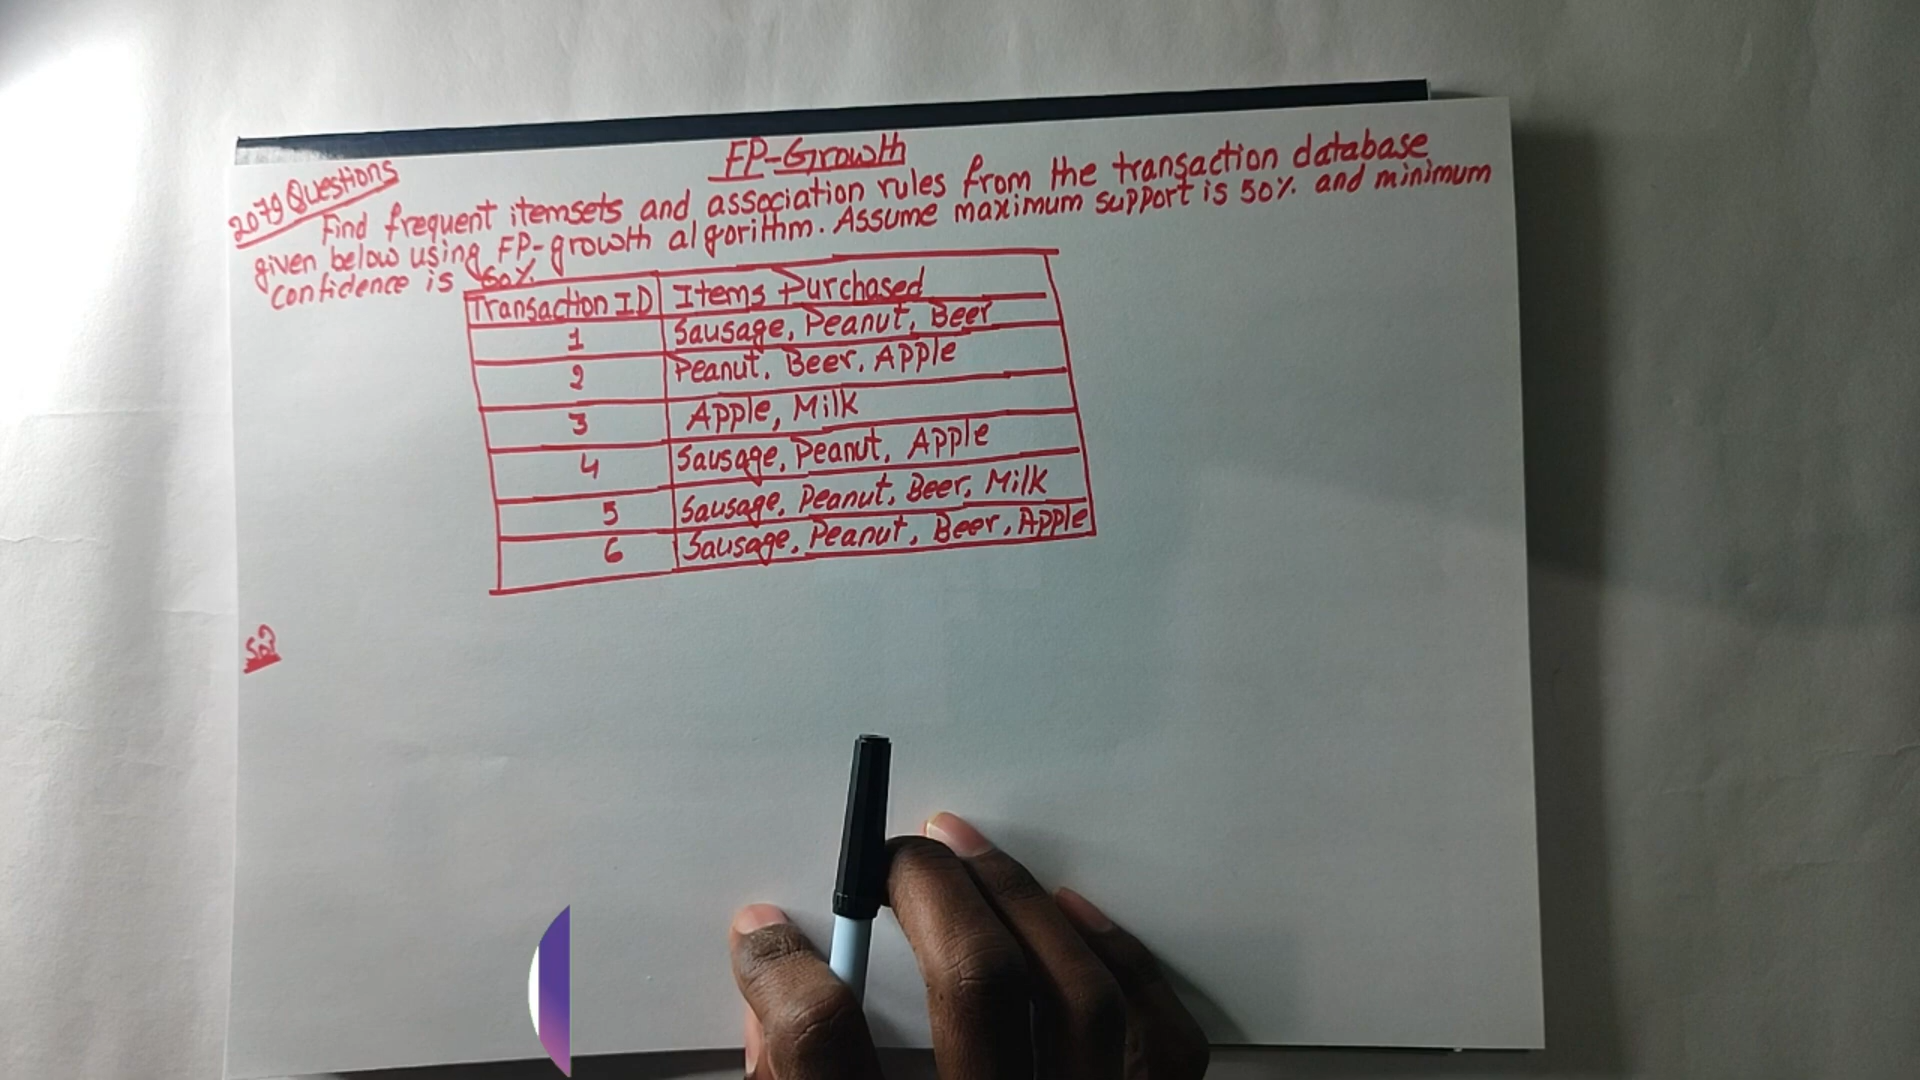 FP-Growth
2079 Questions
Find frequent itemsets and association rules from the transaction database
given below using FP-growth algorithm. Assume maximum support is 50% and minimum
Confidence is 60%
Transaction ID Items Purchased
1 Sausage, Peanut, Beer
2 Peanut, Beer, Apple
3 Apple, Milk
4 Sausage, Peanut, Apple
5 Sausage, Peanut, Beer, Milk
6 Sausage, Peanut, Beer, Apple